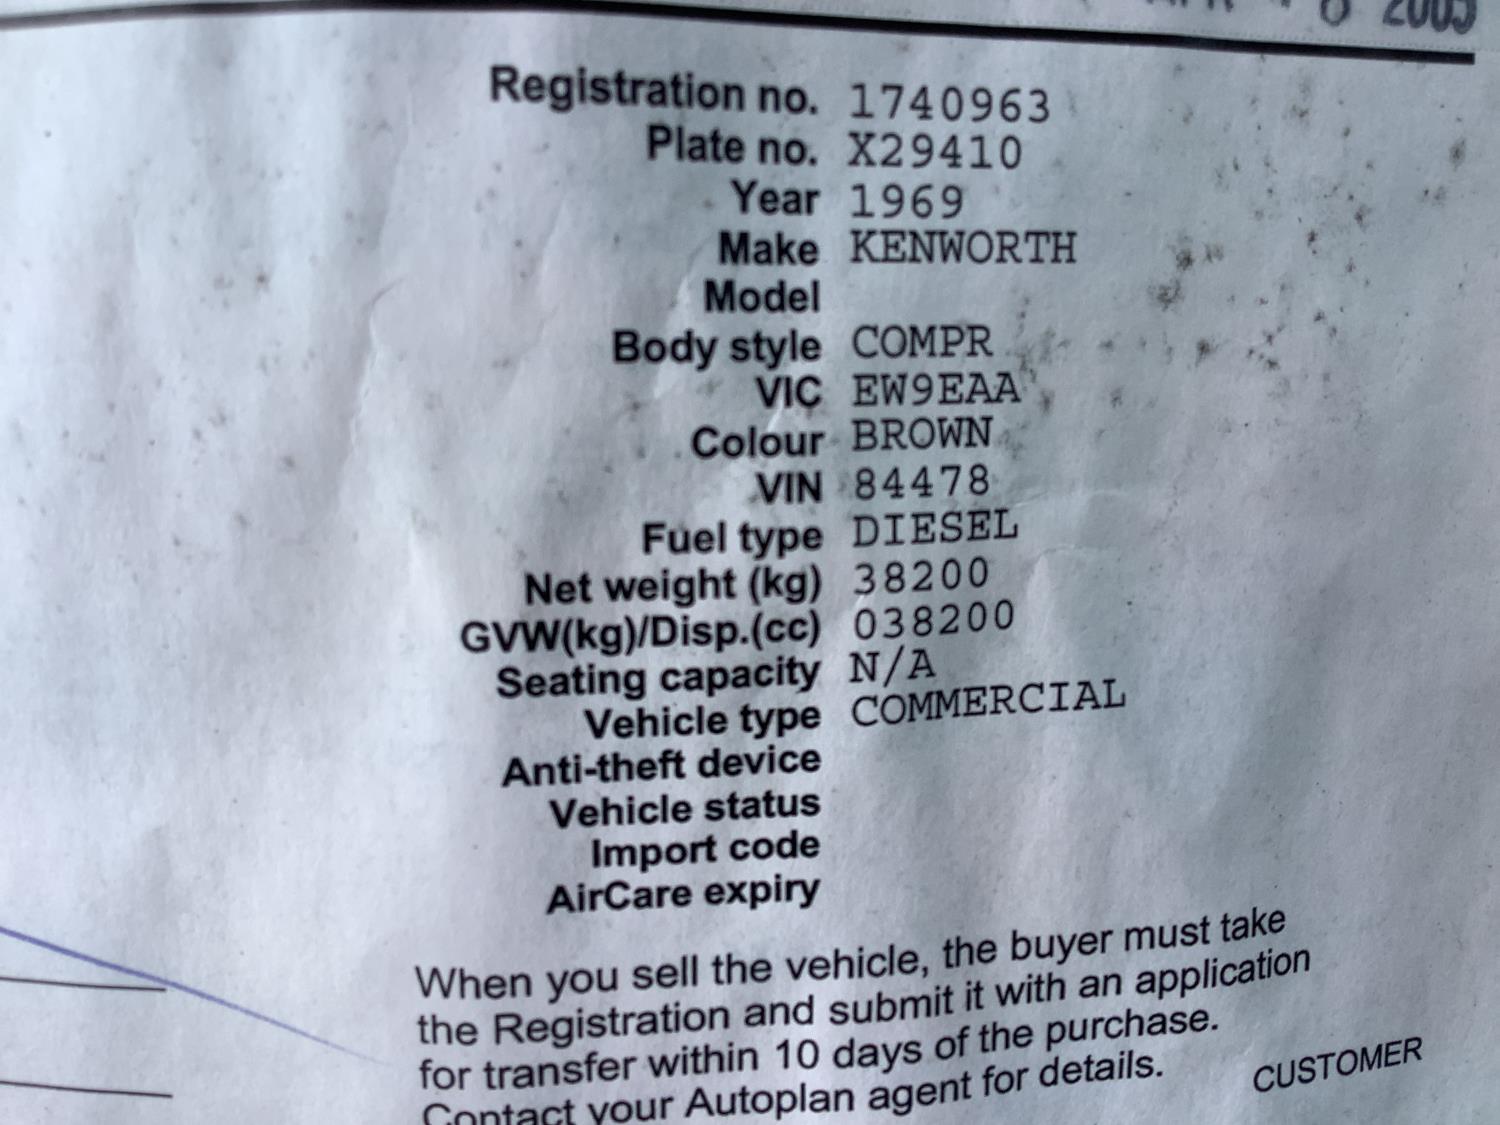 2005
Registration no. 1740963
Plate no. X29410
Year 1969
Make KENWORTH
Model
Body style COMPR
VIC EW9EAA
Colour BROWN
VIN 84478
Fuel type DIESEL
Net weight (kg) 38200
GVW(kg)/Disp.(cc) 038200
Seating capacity N/A
Vehicle type COMMERCIAL
Anti-theft device
Vehicle status
Import code
AirCare expiry
When you sell the vehicle, the buyer must take
the Registration and submit it with an application
for transfer within 10 days of the purchase.
Contact your Autoplan agent for details.
CUSTOMER